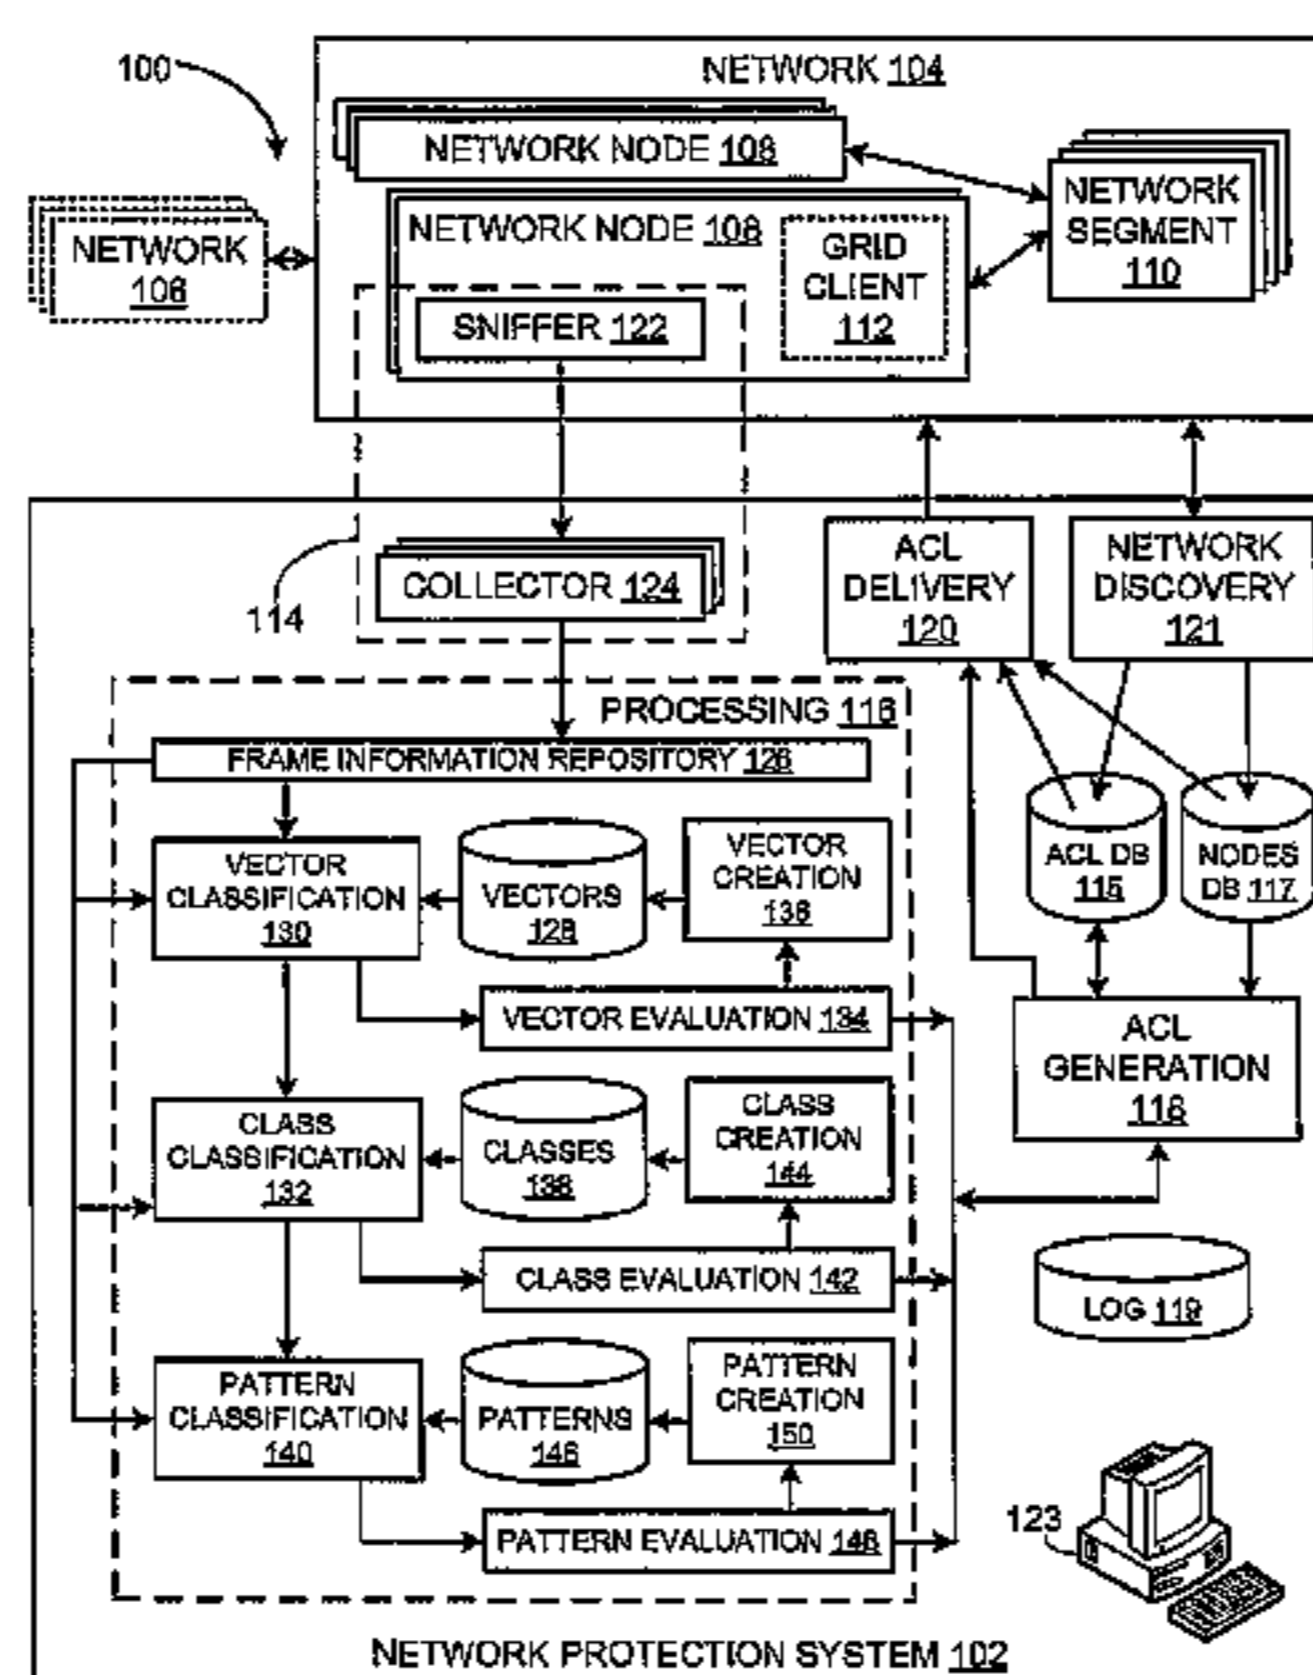 100
NETWORK 104
NETWORK NODE 108
NETWORK NODE 108
GRID
CLIENT
112
NETWORK
SEGMENT
110
NETWORK
106
SNIFFER 122
COLLECTOR 124
114
ACL
DELIVERY
120
NETWORK
DISCOVERY
121
PROCESSING 116
FRAME INFORMATION REPOSITORY 126
VECTOR
CLASSIFICATION
130
VECTORS
128
VECTOR
CREATION
136
ACL DB
115
NODES
DB 117
VECTOR EVALUATION 134
ACL
GENERATION
118
CLASS
CLASSIFICATION
132
CLASSES
138
CLASS
CREATION
144
CLASS EVALUATION 142
LOG 119
PATTERN
CLASSIFICATION
140
PATTERNS
146
PATTERN
CREATION
150
PATTERN EVALUATION 148
123
NETWORK PROTECTION SYSTEM 102